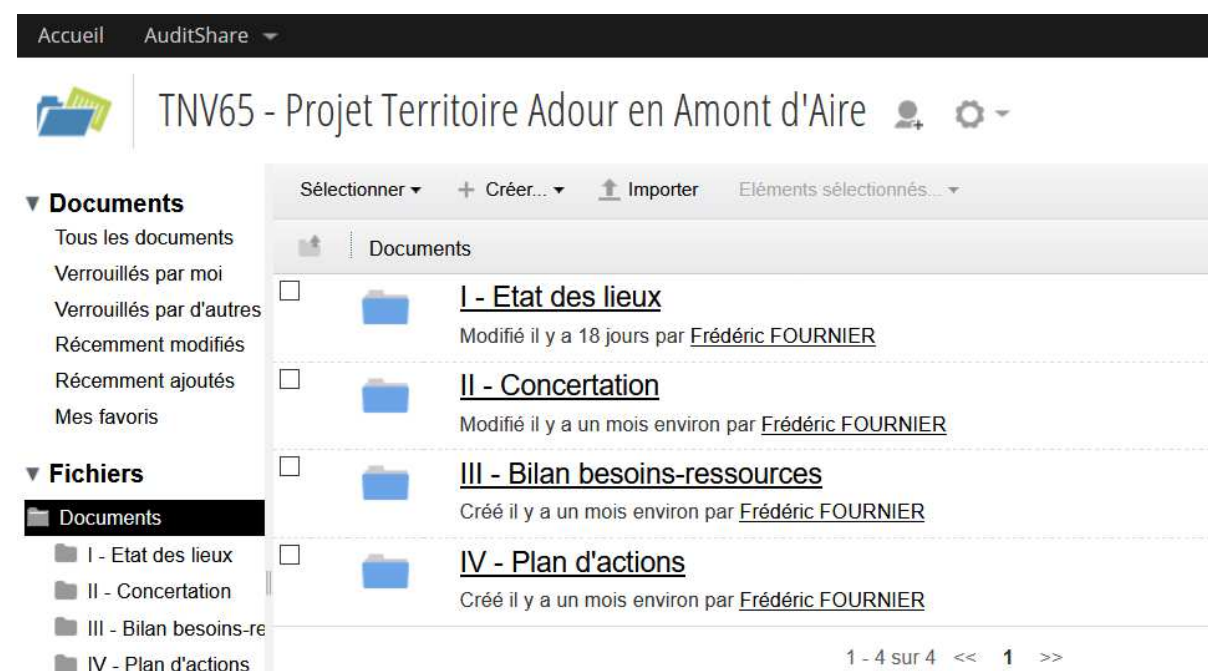 Accueil AuditShare
TNV65 - Projet Territoire Adour en Amont d'Aire
Documents
Tous les documents
Verrouillés par moi
Verrouillés par d'autres
Récemment modifiés
Récemment ajoutés
Mes favoris
Fichiers
Documents
I - Etat des lieux
II - Concertation
III - Bilan besoins-re
IV - Plan d'actions
Sélectionner + Créer... Importer Eléments sélectionnés...
Documents
I - Etat des lieux
Modifié il y a 18 jours par Frédéric FOURNIER
II - Concertation
Modifié il y a un mois environ par Frédéric FOURNIER
III - Bilan besoins-ressources
Créé il y a un mois environ par Frédéric FOURNIER
IV - Plan d'actions
Créé il y a un mois environ par Frédéric FOURNIER
1 - 4 sur 4 << 1 >>